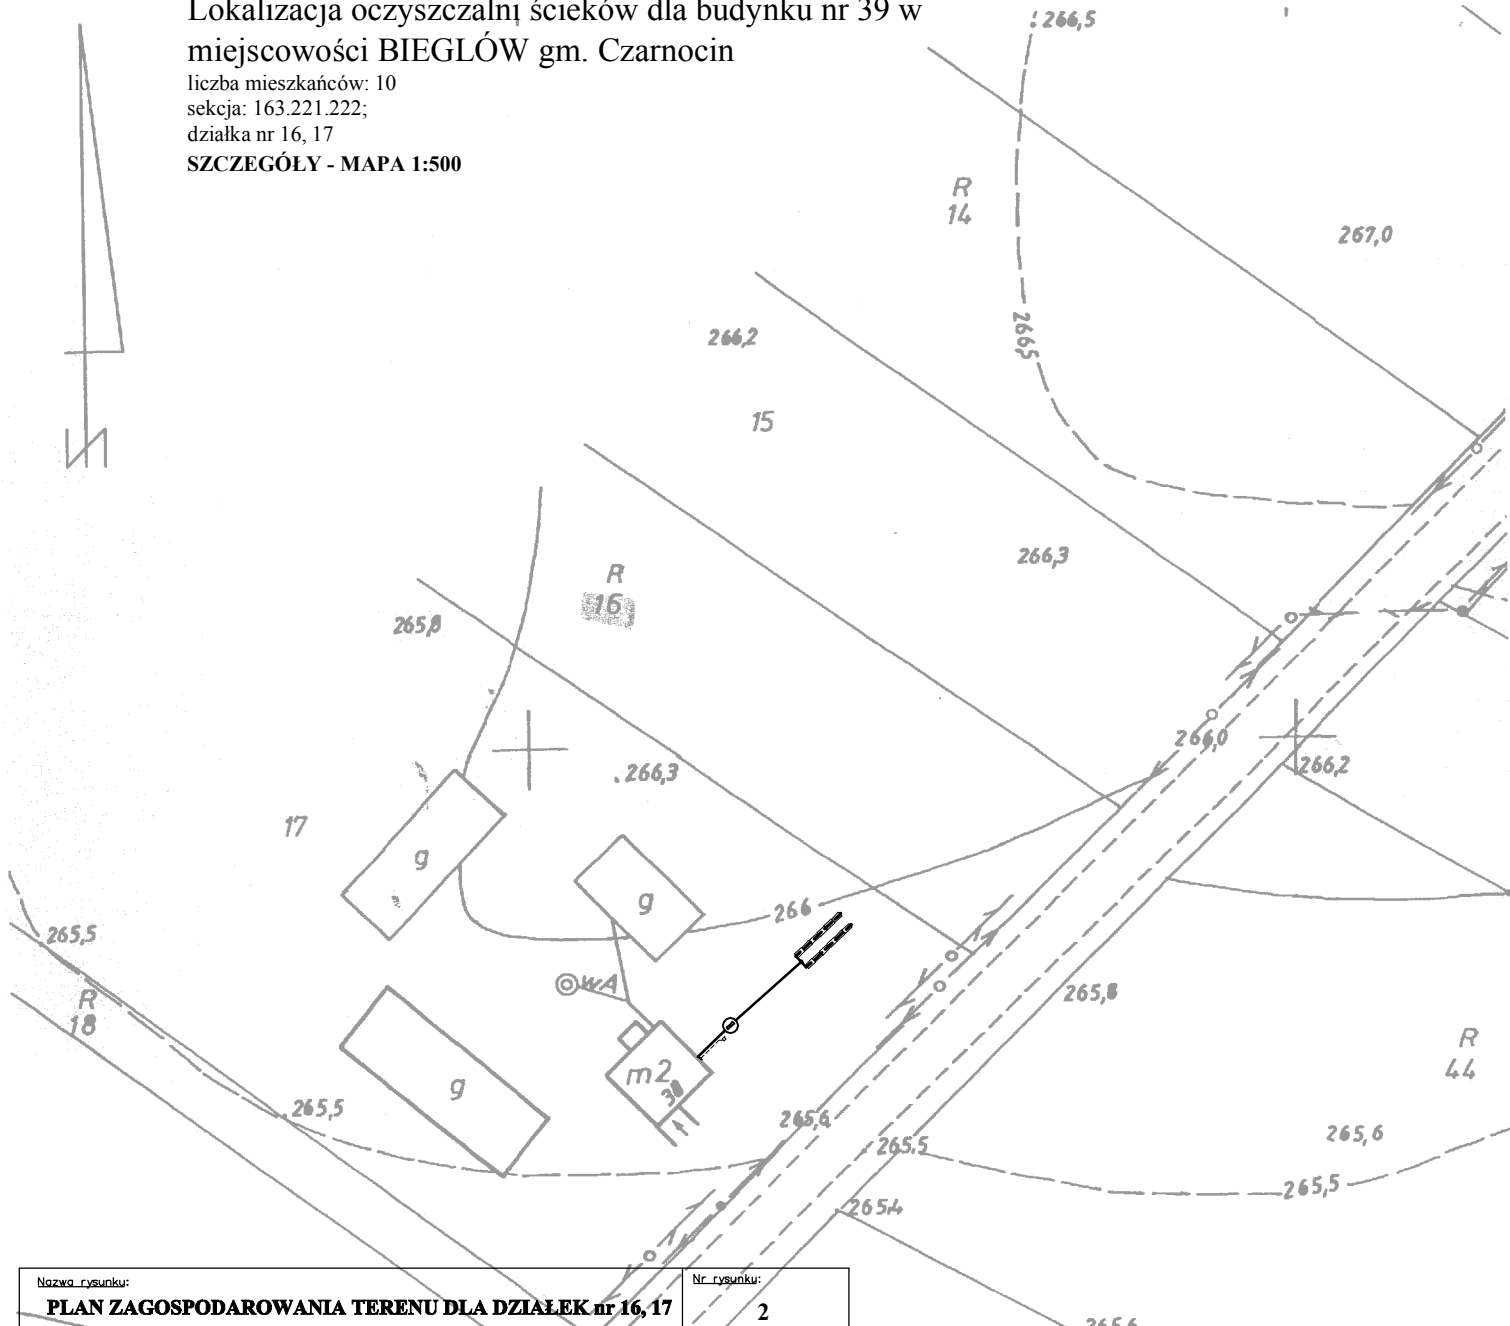 Lokalizacja oczyszczalni ścieków dla budynku nr 39 w
miejscowości BIEGLÓW gm. Czarnocin
liczba mieszkańców: 10
sekcja: 163.221.222;
działka nr 16, 17
SZCZEGÓŁY - MAPA 1:500
266,5
R
14
267,0
266,5
266,2
15
266,3
R
16
265,8
266,0
266,2
266,3
17
g
g
266
265,5
WA
265,8
R
18
R
44
m2
g
265,5
265,6
265,5
265,6
265,5
265,4
Nazwa rysunku:
PLAN ZAGOSPODAROWANIA TERENU DLA DZIAŁEK nr 16, 17
Nr rysunku:
2
265,6